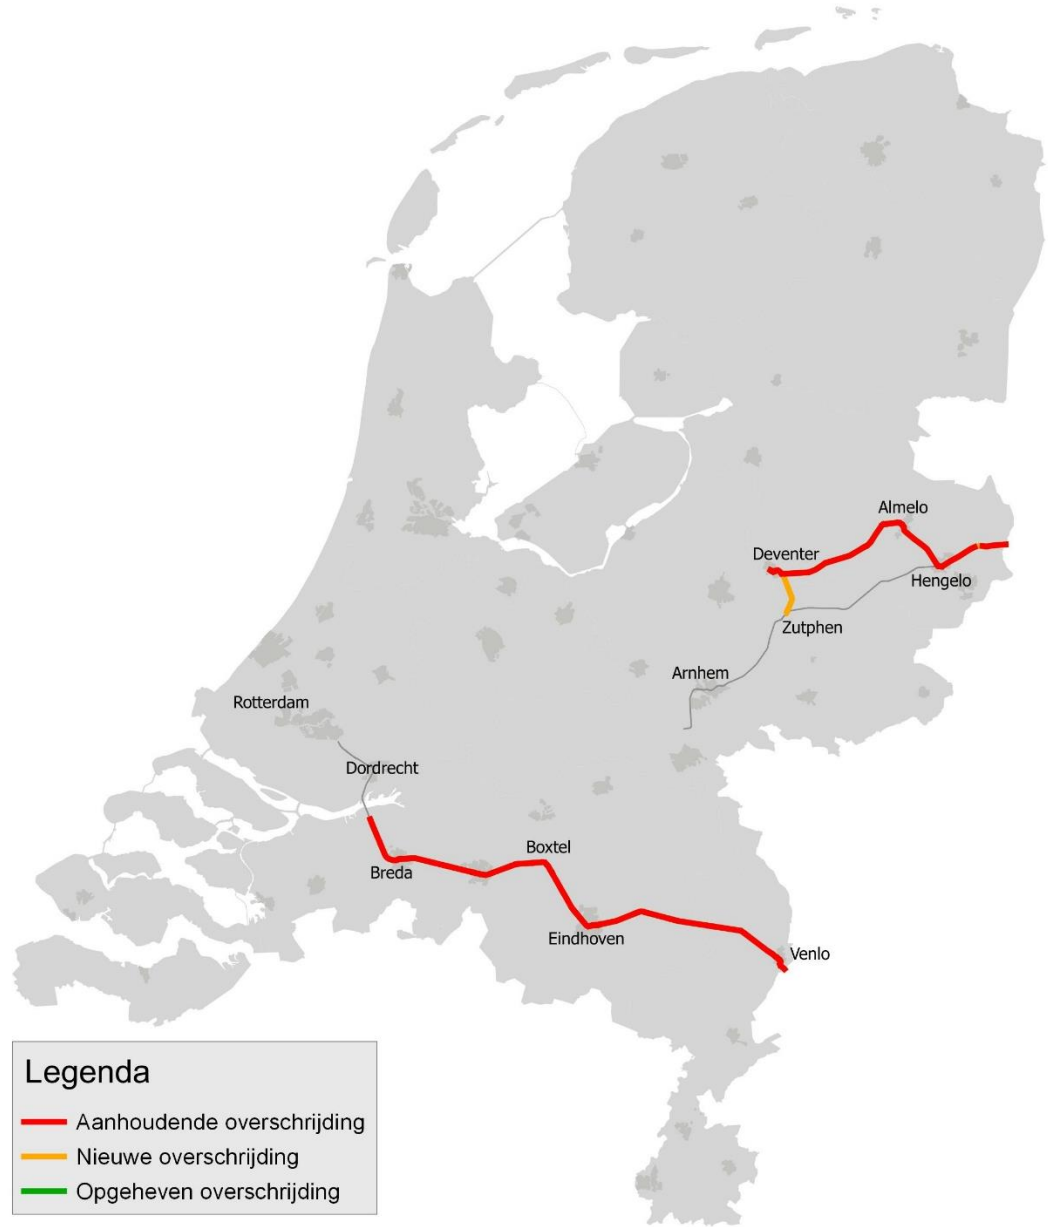 Almelo
Deventer
Hengelo
Zutphen
Arnhem
Rotterdam
Dordrecht
Boxtel
Breda
Eindhoven
Venlo
Legenda
Aanhoudende overschrijding
Nieuwe overschrijding
Opgeheven overschrijding